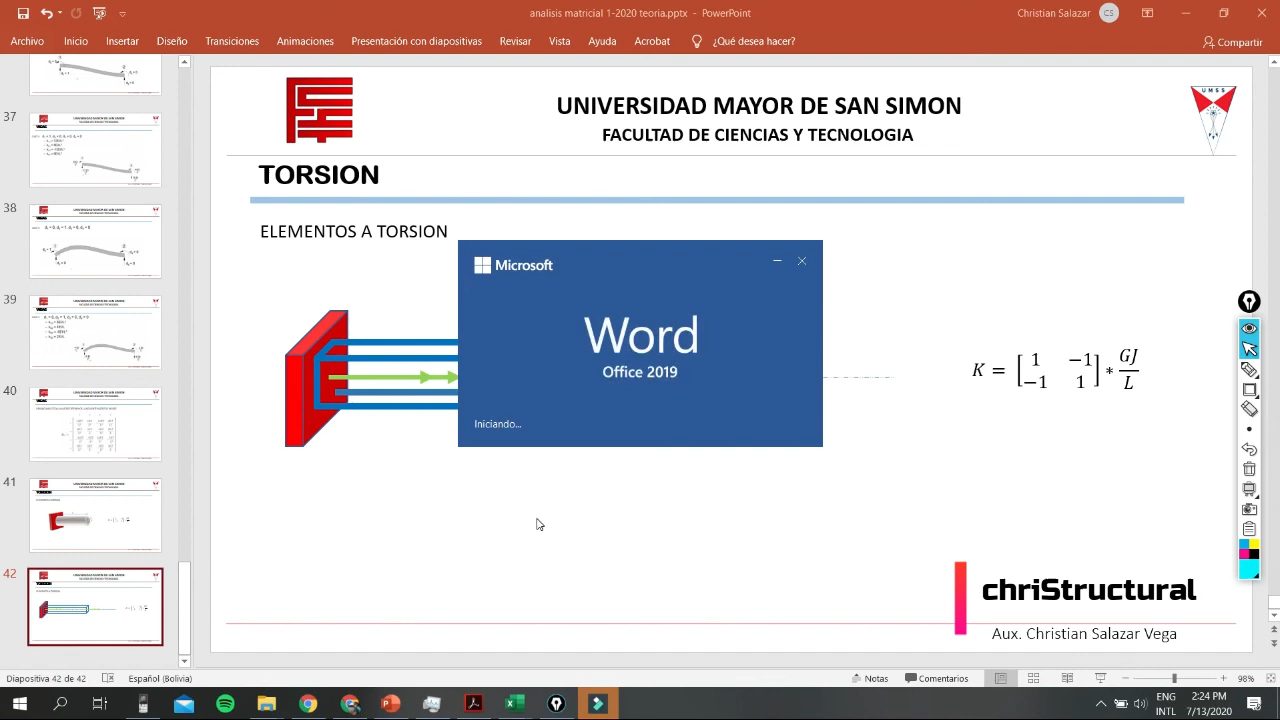 analisis matricial 1-2020 teoria.pptx - PowerPoint
Christian Salazar CS
Archivo Inicio Insertar Diseño Transiciones Animaciones Presentación con diapositivas Revisar Vista Ayuda Acrobat ¿Qué desea hacer? Compartir
37
38
39
40
41
42
UNIVERSIDAD MAYOR DE SAN SIMON
FACULTAD DE CIENCIAS Y TECNOLOGIA
UMSS
TORSION
ELEMENTOS A TORSION
Microsoft
Word
Office 2019
Iniciando...
K = [1 −1 −1 1] * GJ/L
chriStructural
Aux. Christian Salazar Vega
Diapositiva 42 de 42 Español (Bolivia) Notas Comentarios 98%
ENG 2:24 PM
INTL 7/13/2020